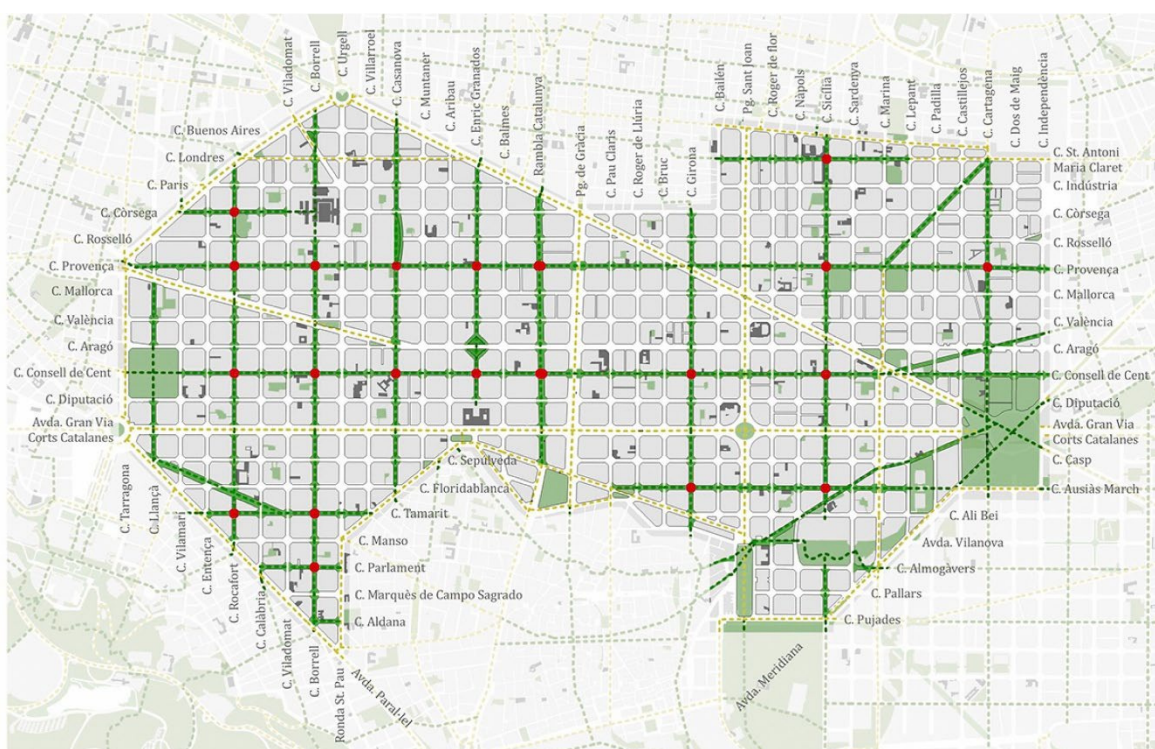 C. Viladomat
C. Borrell
C. Urgell
C. Villarroel
C. Casanova
C. Muntaner
C. Aribau
C. Enric Granados
C. Balmes
Rambla Catalunya
Pg. de Gràcia
C. Pau Claris
C. Roger de Llúria
C. Bruc
C. Girona
C. Bailén
Pg. Sant Joan
C. Roger de flor
C. Nàpols
C. Sicília
C. Sardenya
C. Marina
C. Lepant
C. Padilla
C. Castillejos
C. Cartagena
C. Dos de Maig
C. Independència
C. Buenos Aires
C. Londres
C. Paris
C. Còrsega
C. Rosselló
C. Provença
C. Mallorca
C. València
C. Aragó
C. Consell de Cent
C. Diputació
Avda. Gran Via
Corts Catalanes
C. St. Antoni
Maria Claret
C. Indústria
C. Còrsega
C. Rosselló
C. Provença
C. Mallorca
C. València
C. Aragó
C. Consell de Cent
C. Diputació
Avda. Gran Via
Corts Catalanes
C. Casp
C. Ausiàs March
C. Ali Bei
Avda. Vilanova
C. Almogàvers
C. Pallars
C. Pujades
Avda. Meridiana
C. Sepúlveda
C. Floridablanca
C. Tamarit
C. Manso
C. Parlament
C. Marquès de Campo Sagrado
C. Aldana
C. Tarragona
C. Llançà
C. Vilamarí
C. Entença
C. Rocafort
C. Calàbria
C. Viladomat
C. Borrell
Ronda St. Pau
Avda. Paral·lel